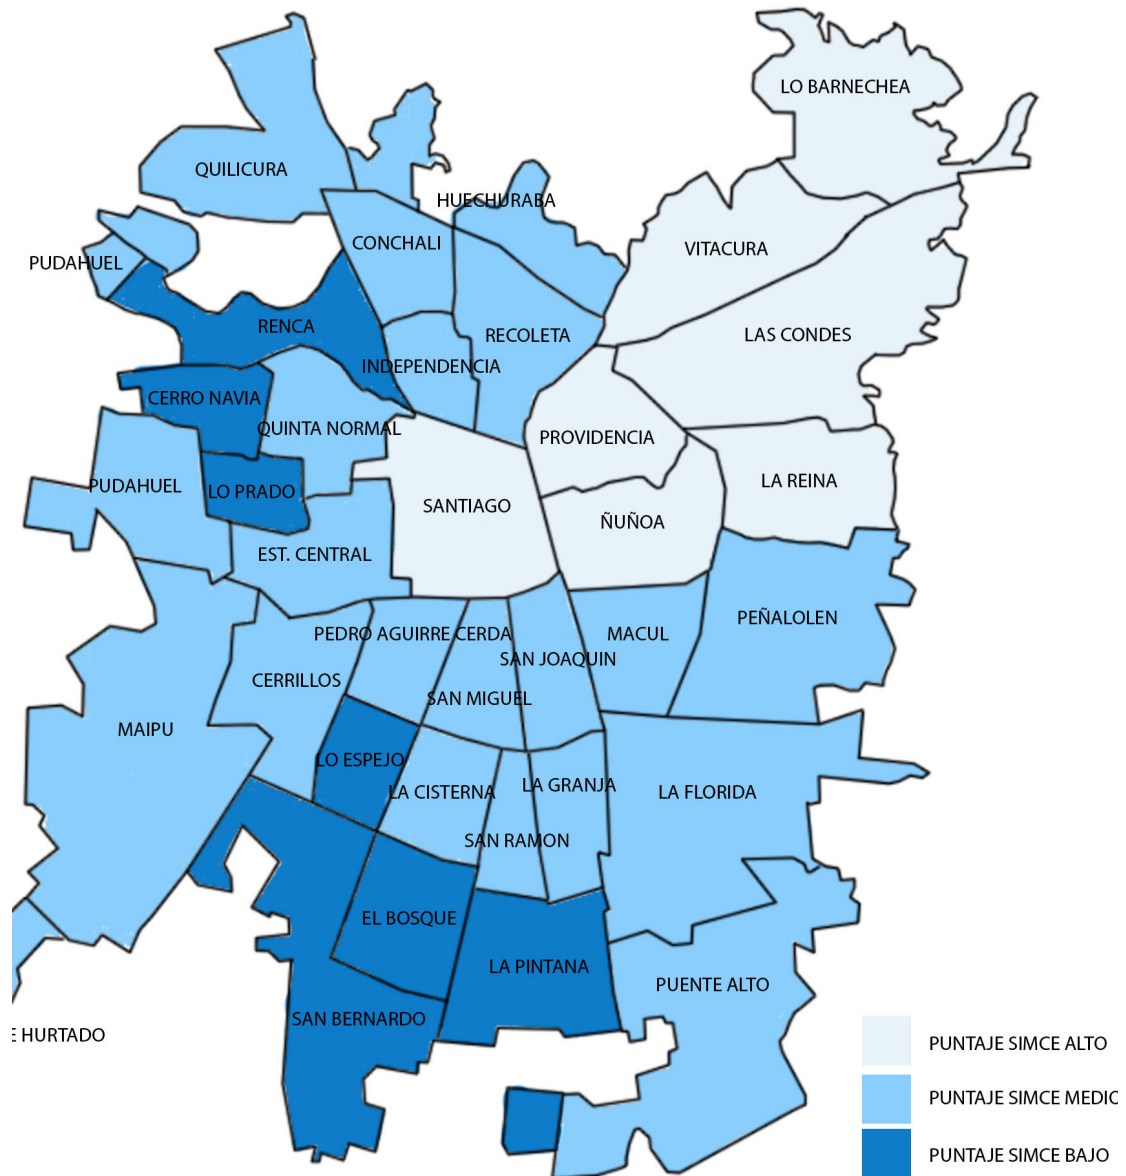 LO BARNECHEA
QUILICURA
HUECHURABA
CONCHALI
VITACURA
PUDAHUEL
RENCA
RECOLETA
LAS CONDES
INDEPENDENCIA
CERRO NAVIA
QUINTA NORMAL
PROVIDENCIA
PUDAHUEL
LO PRADO
LA REINA
SANTIAGO
ÑUÑOA
EST. CENTRAL
PEDRO AGUIRRE CERDA
MACUL
PEÑALOLEN
SAN JOAQUIN
CERRILLOS
SAN MIGUEL
MAIPU
LO ESPEJO
LA CISTERNA
LA GRANJA
LA FLORIDA
SAN RAMON
EL BOSQUE
LA PINTANA
PUENTE ALTO
SAN BERNARDO
E HURTADO
PUNTAJE SIMCE ALTO
PUNTAJE SIMCE MEDIC
PUNTAJE SIMCE BAJO